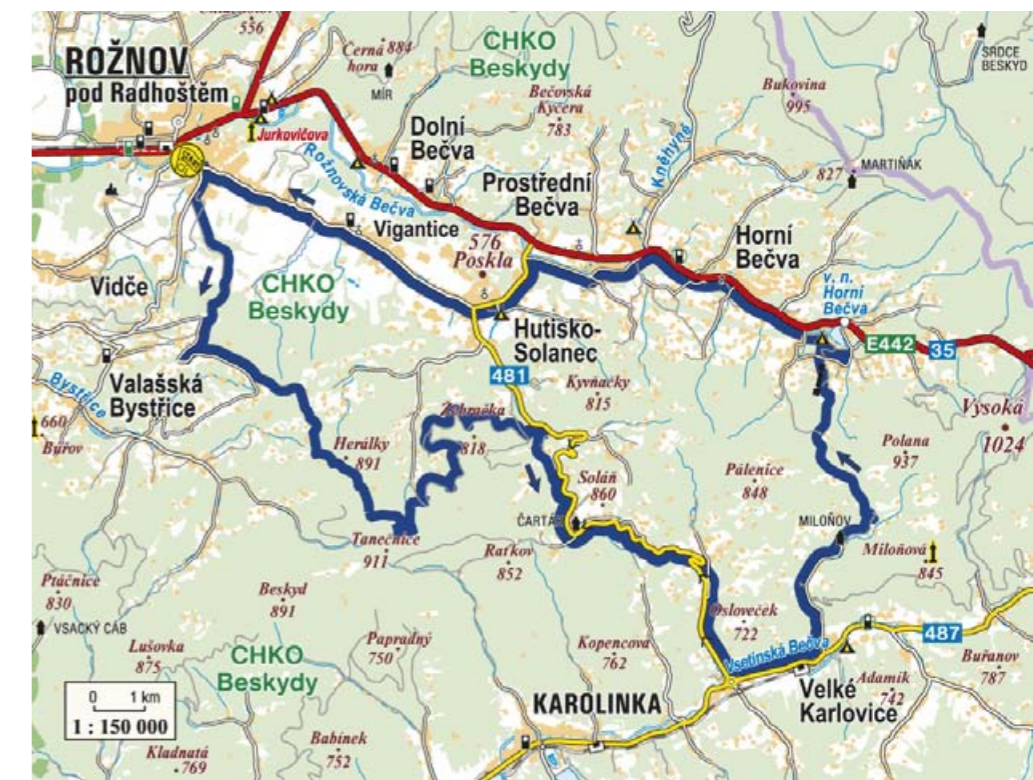 556
ROŽNOV
pod Radhoštěm
Černá 884
hora
MÍR
CHKO
Beskydy
Bečovská
Kyčera
783
Bukovina
995
SRDCE
BESKYD
Jurkovičova
START
Dolní
Bečva
Rožnovská Bečva
Kněhyně
MARTIŇÁK
827
Prostřední
Bečva
Vigantice
576
Poskla
Horní
Bečva
v. n.
Horní
Bečva
Vidče
CHKO
Beskydy
Hutisko-
Solanec
E442
35
481
Kyvňačky
815
Bystřice
Valašská
Bystřice
Vysoká
1024
660
Búřov
Herálky
891
818
Polana
937
Soláň
860
Pálenice
848
ČARTÁK
MILOŇOV
Tanečnice
911
Raťkov
852
Miloňová
845
Ptáčnice
830
VSACKÝ CÁB
Beskyd
891
Osloveček
722
487
Lušovka
875
Papradný
750
Kopencova
762
Vsetínská Bečva
Buřanov
787
CHKO
Beskydy
KAROLINKA
Velké
Karlovice
Adamík
742
0 1 km
1 : 150 000
Kladnatá
769
Babínek
752